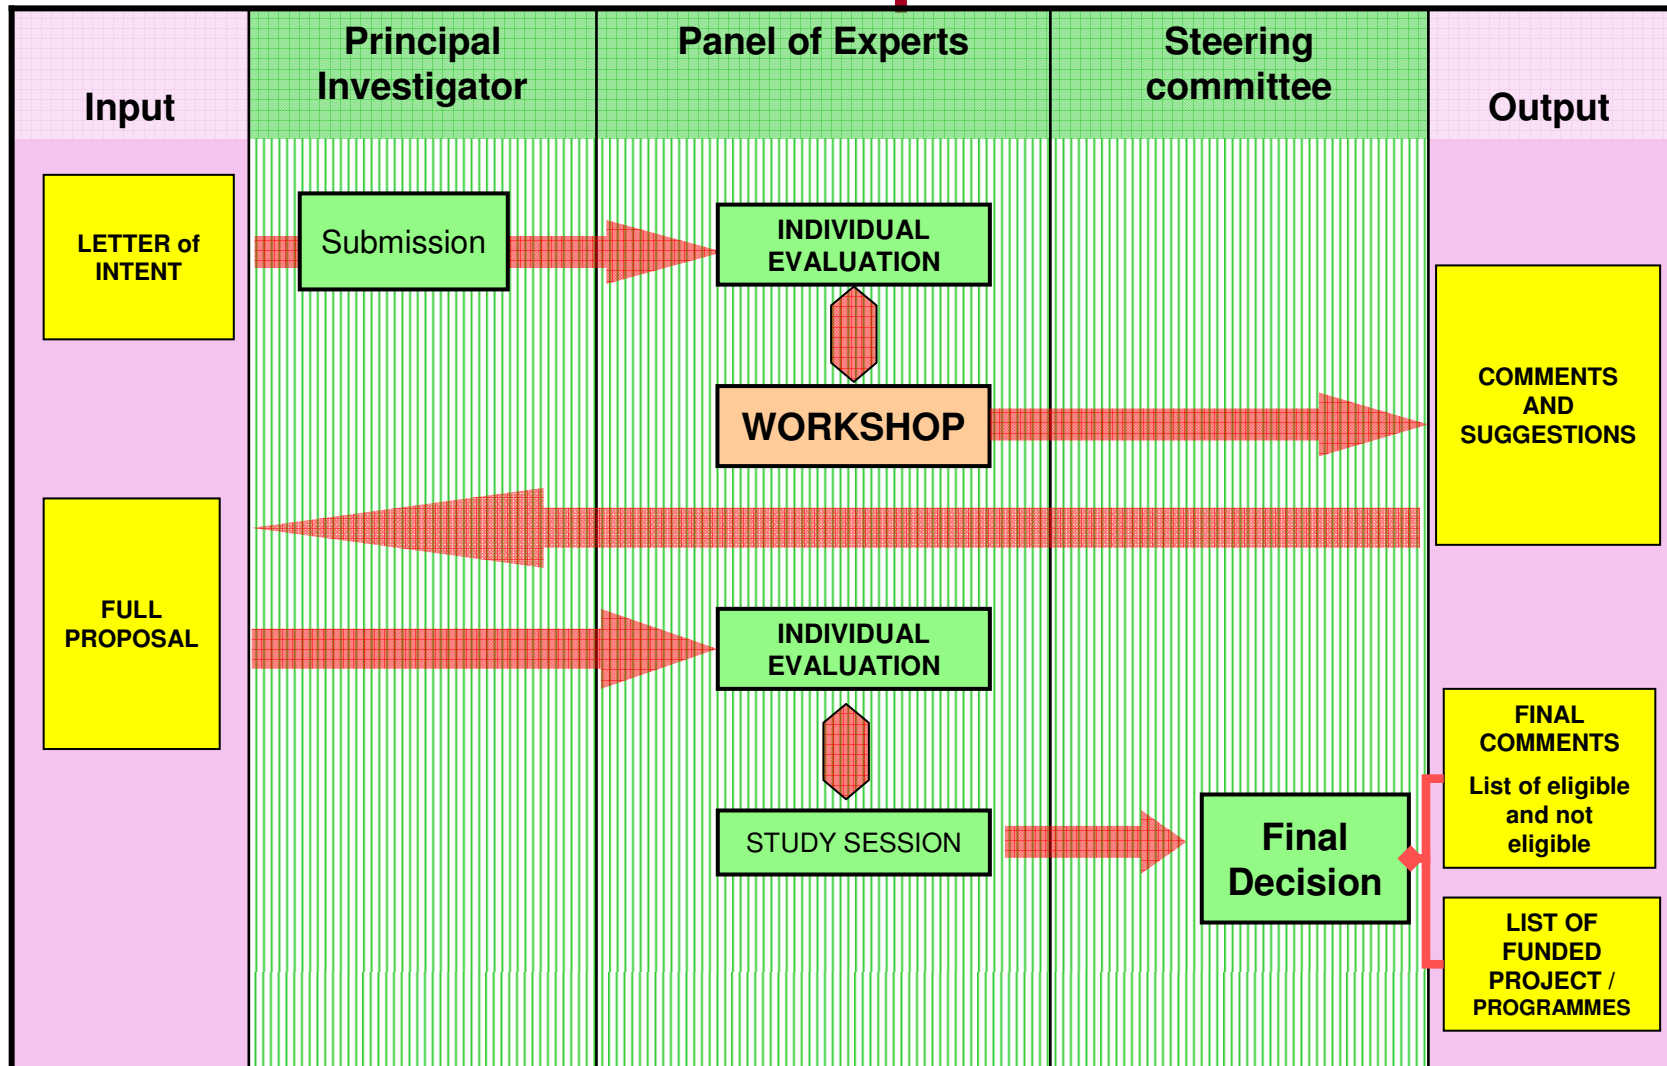 Input
Principal
Investigator
Panel of Experts
Steering
committee
Output
LETTER of
INTENT
Submission
INDIVIDUAL
EVALUATION
WORKSHOP
COMMENTS
AND
SUGGESTIONS
FULL
PROPOSAL
INDIVIDUAL
EVALUATION
STUDY SESSION
Final
Decision
FINAL
COMMENTS
List of eligible
and not
eligible
LIST OF
FUNDED
PROJECT /
PROGRAMMES